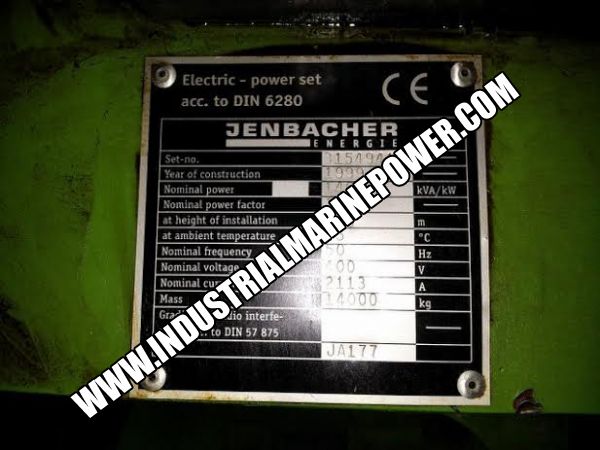 Electric - power set
acc. to DIN 6280
CE
JENBACHER
ENERGIE
Set-no.
Year of construction 1999
Nominal power kVA/kW
Nominal power factor
at height of installation m
at ambient temperature °C
Nominal frequency 50 Hz
Nominal voltage 400 V
Nominal 2113 A
Mass 14000 kg
to DIN 57 875
JA177
WWW.INDUSTRIALMARINEPOWER.COM